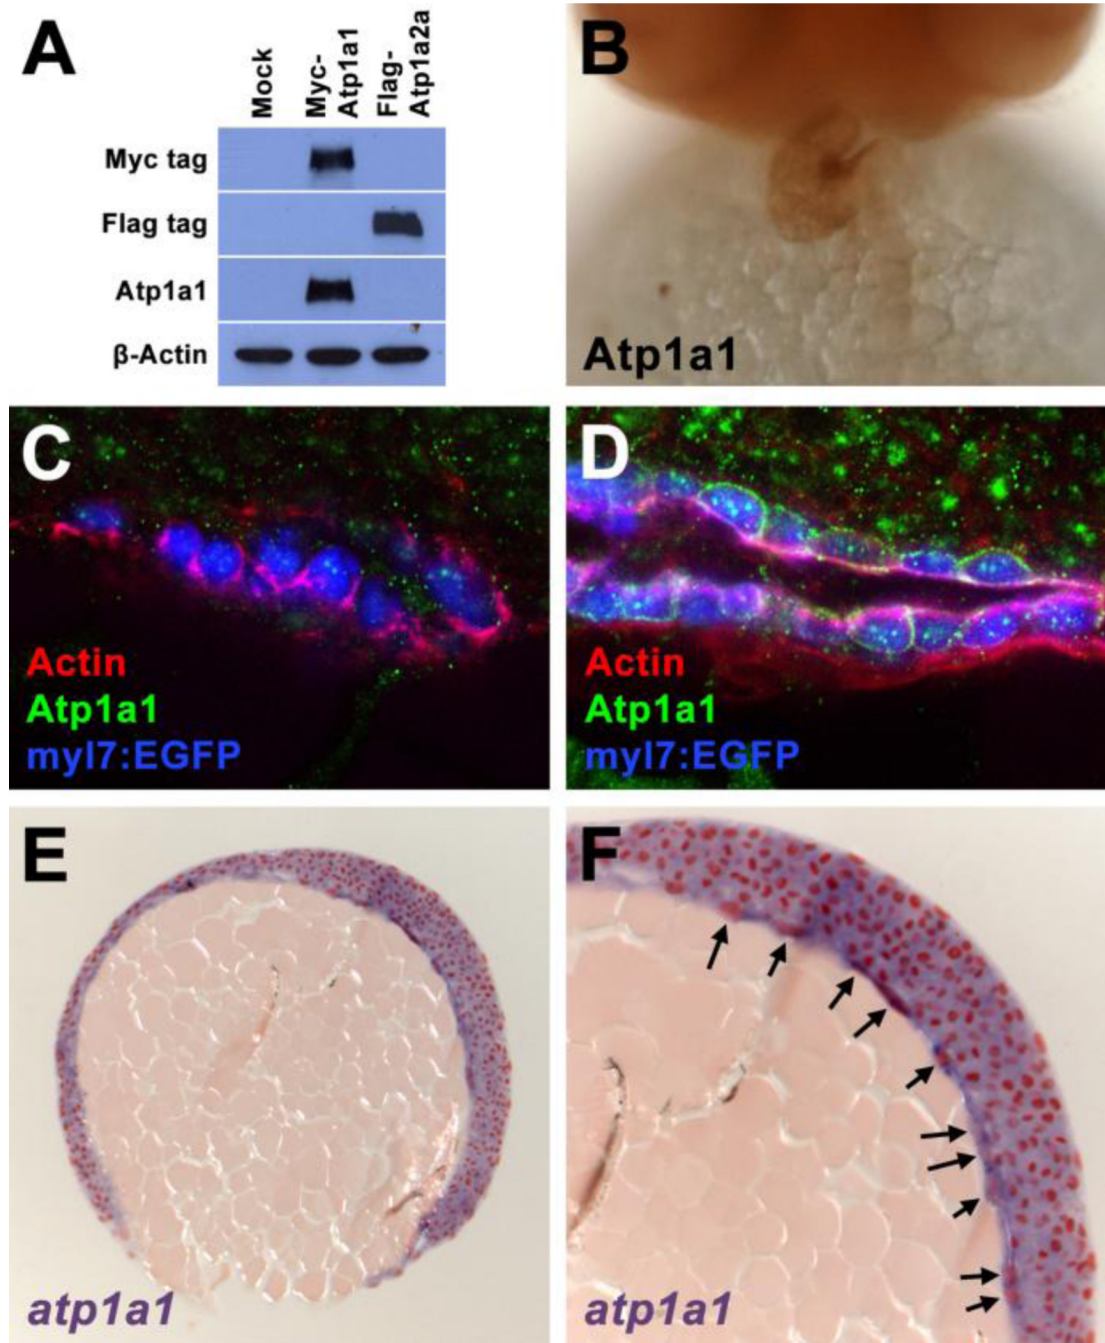 A
Mock
Myc-
Atp1a1
Flag-
Atp1a2a
Myc tag
Flag tag
Atp1a1
β-Actin
B
Atp1a1
C
Actin
Atp1a1
myl7:EGFP
D
Actin
Atp1a1
myl7:EGFP
E
atp1a1
F
atp1a1